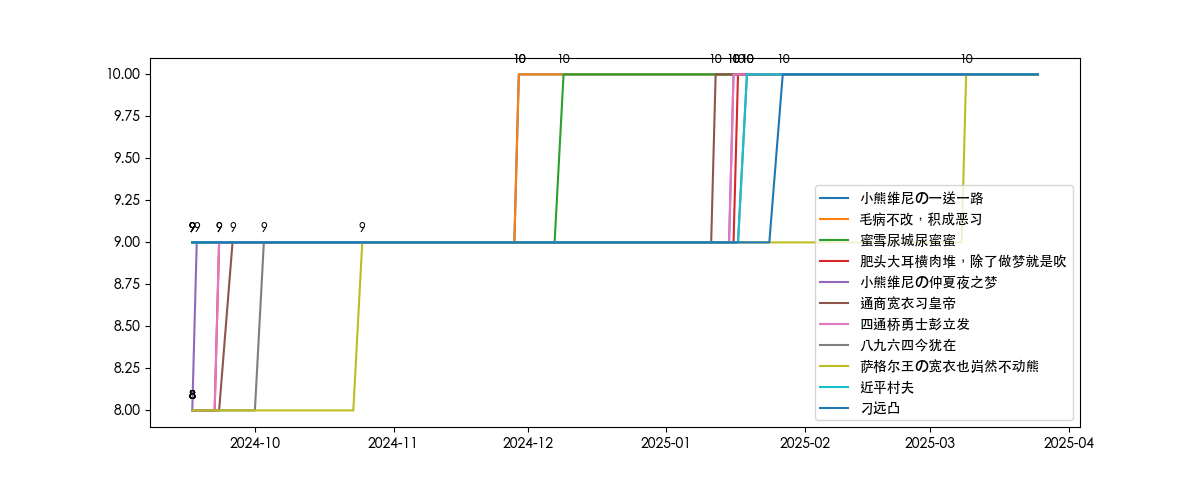 10 10 10 10 10 10 10 10
10.00
9.75
9.50
9.25
9 9 9 9 9 9
9.00
8.75
8.50
8.25
8
8.00
2024-10 2024-11 2024-12 2025-01 2025-02 2025-03 2025-04
小熊维尼の一送一路
毛病不改，积成恶习
蜜雪尿城尿蜜蜜
肥头大耳横肉堆，除了做梦就是吹
小熊维尼の仲夏夜之梦
通商宽衣习皇帝
四通桥勇士彭立发
八九六四今犹在
萨格尔王の宽衣也岿然不动熊
近平村夫
刁远凸